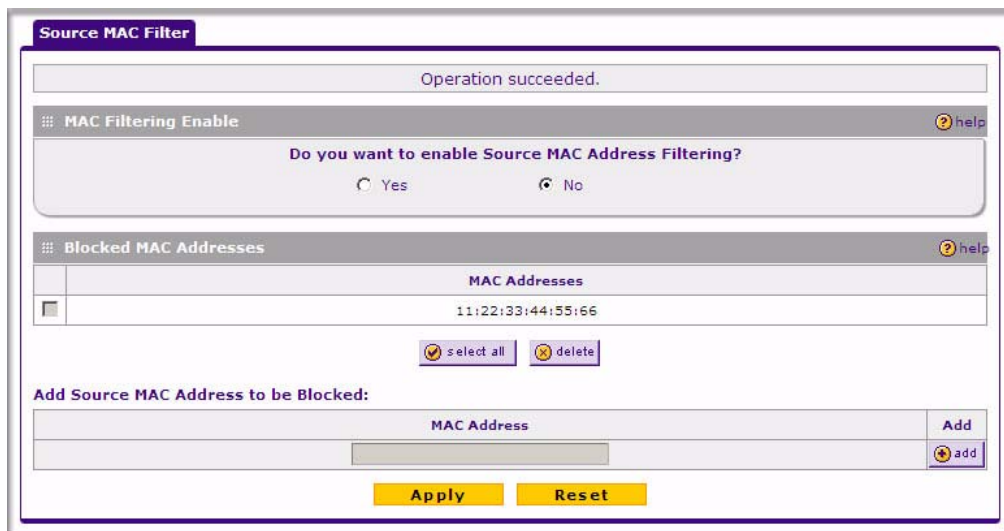 Source MAC Filter
Operation succeeded.
MAC Filtering Enable
help
Do you want to enable Source MAC Address Filtering?
Yes No
Blocked MAC Addresses
help
MAC Addresses
11:22:33:44:55:66
select all delete
Add Source MAC Address to be Blocked:
MAC Address Add
add
Apply Reset